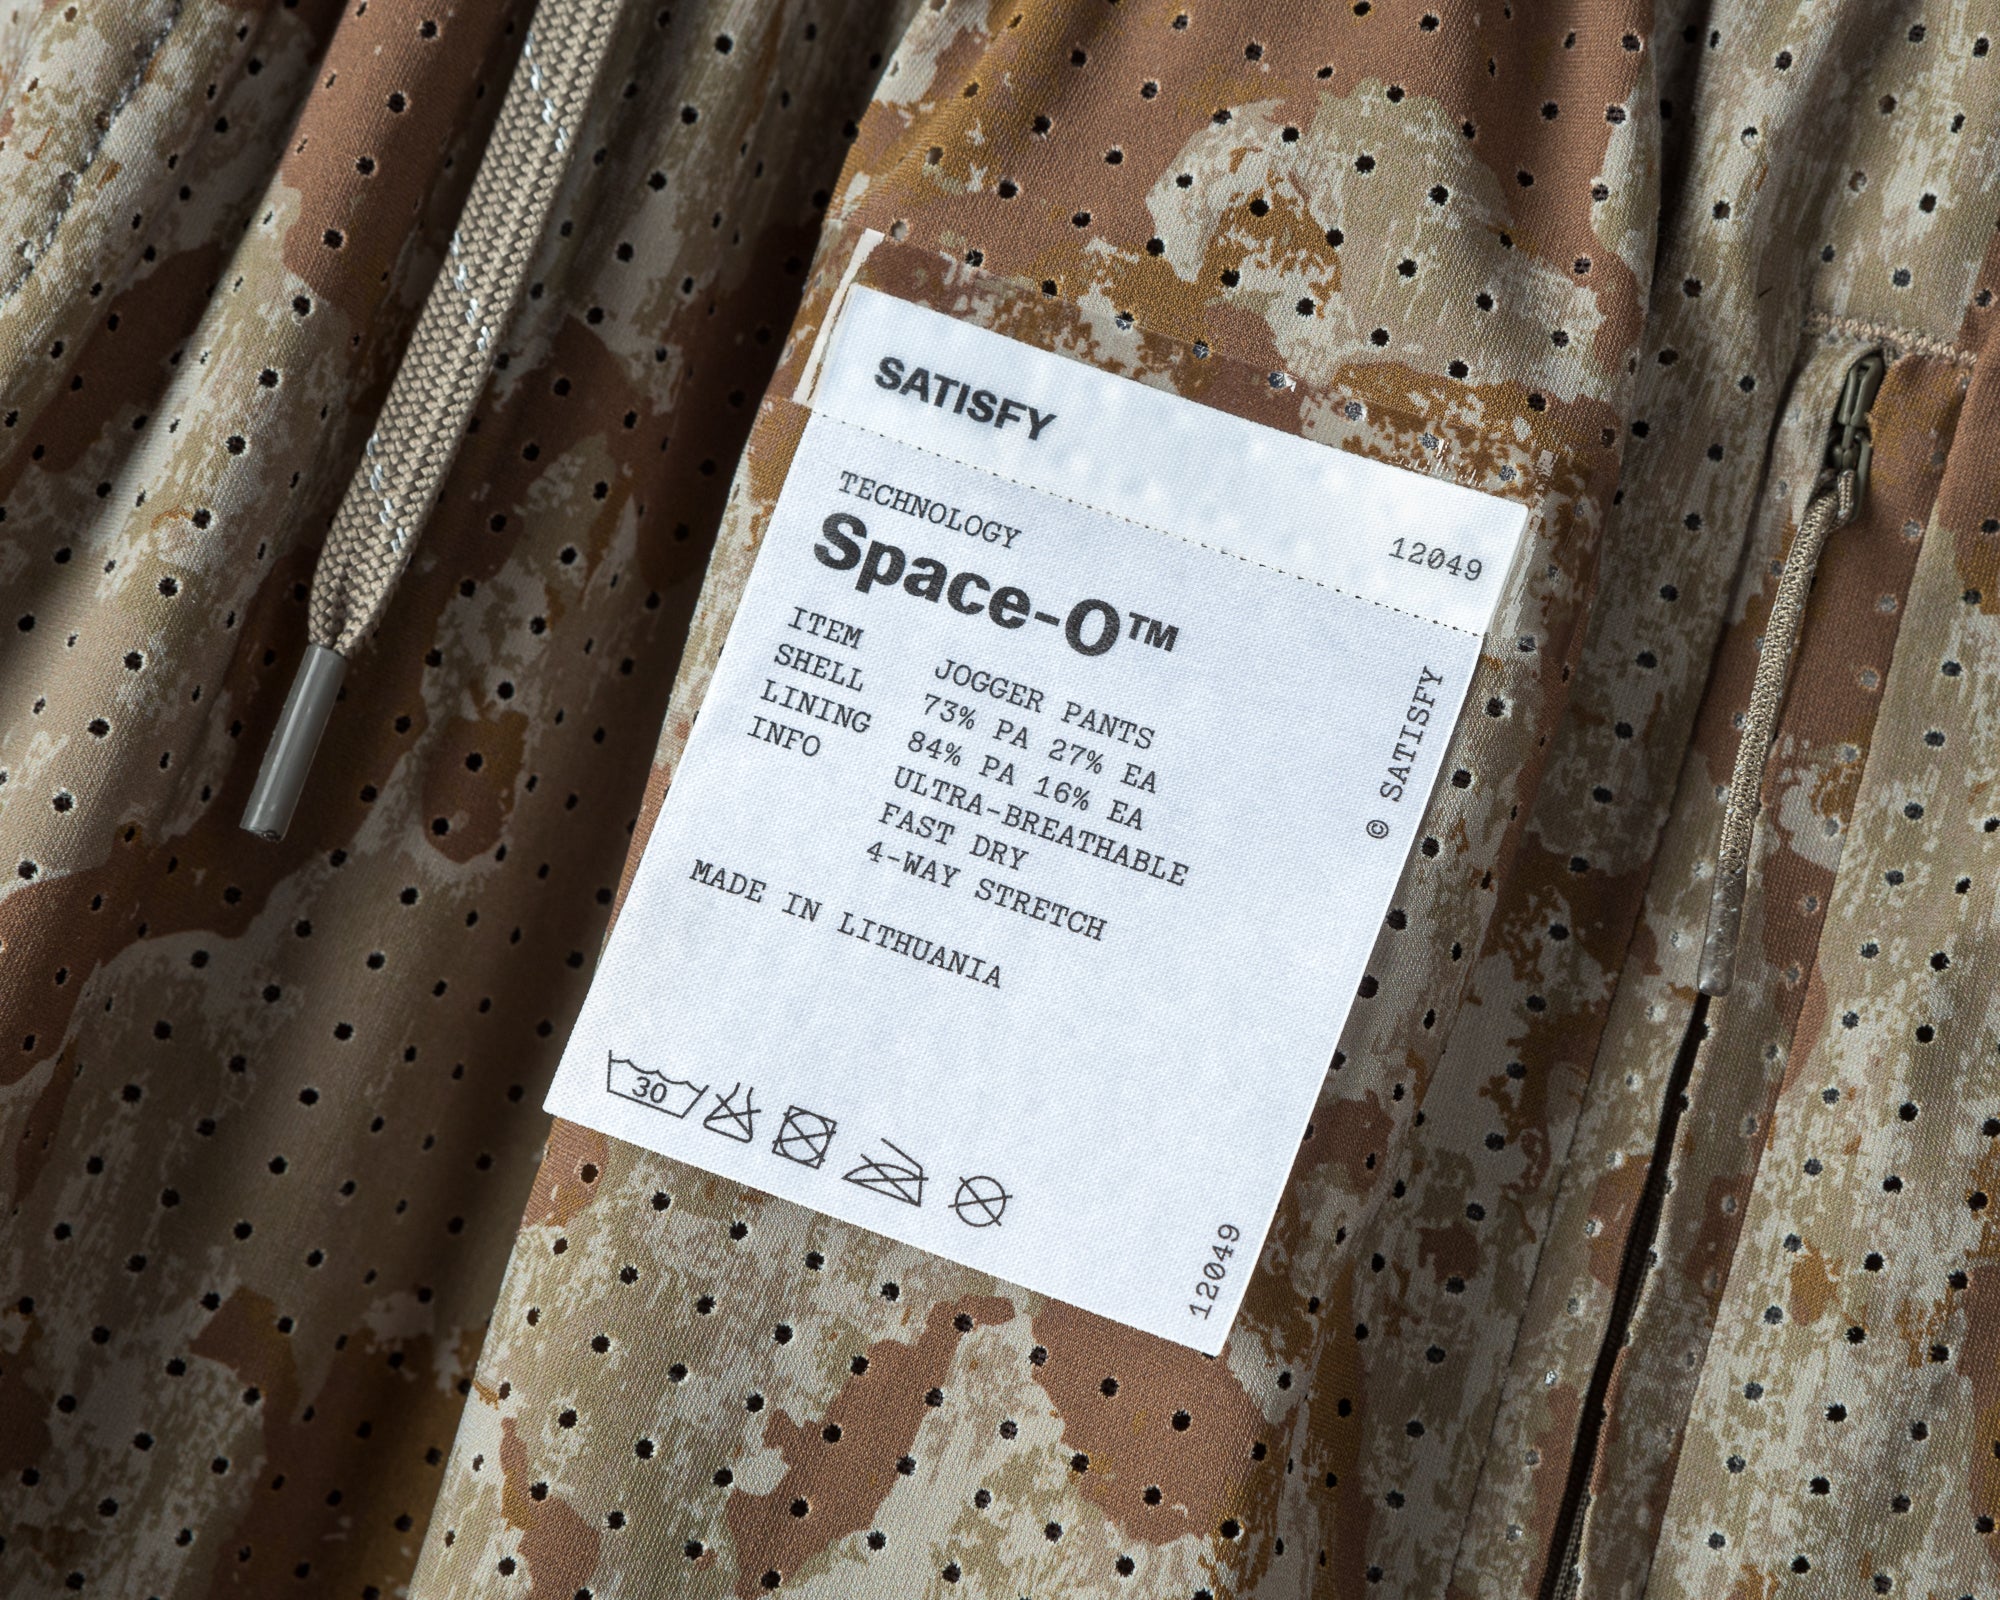 SATISFY
12049
TECHNOLOGY
Space-O™
ITEM JOGGER PANTS
SHELL 73% PA 27% EA
LINING 84% PA 16% EA
INFO ULTRA-BREATHABLE
FAST DRY
4-WAY STRETCH
MADE IN LITHUANIA
© SATISFY
30
12049